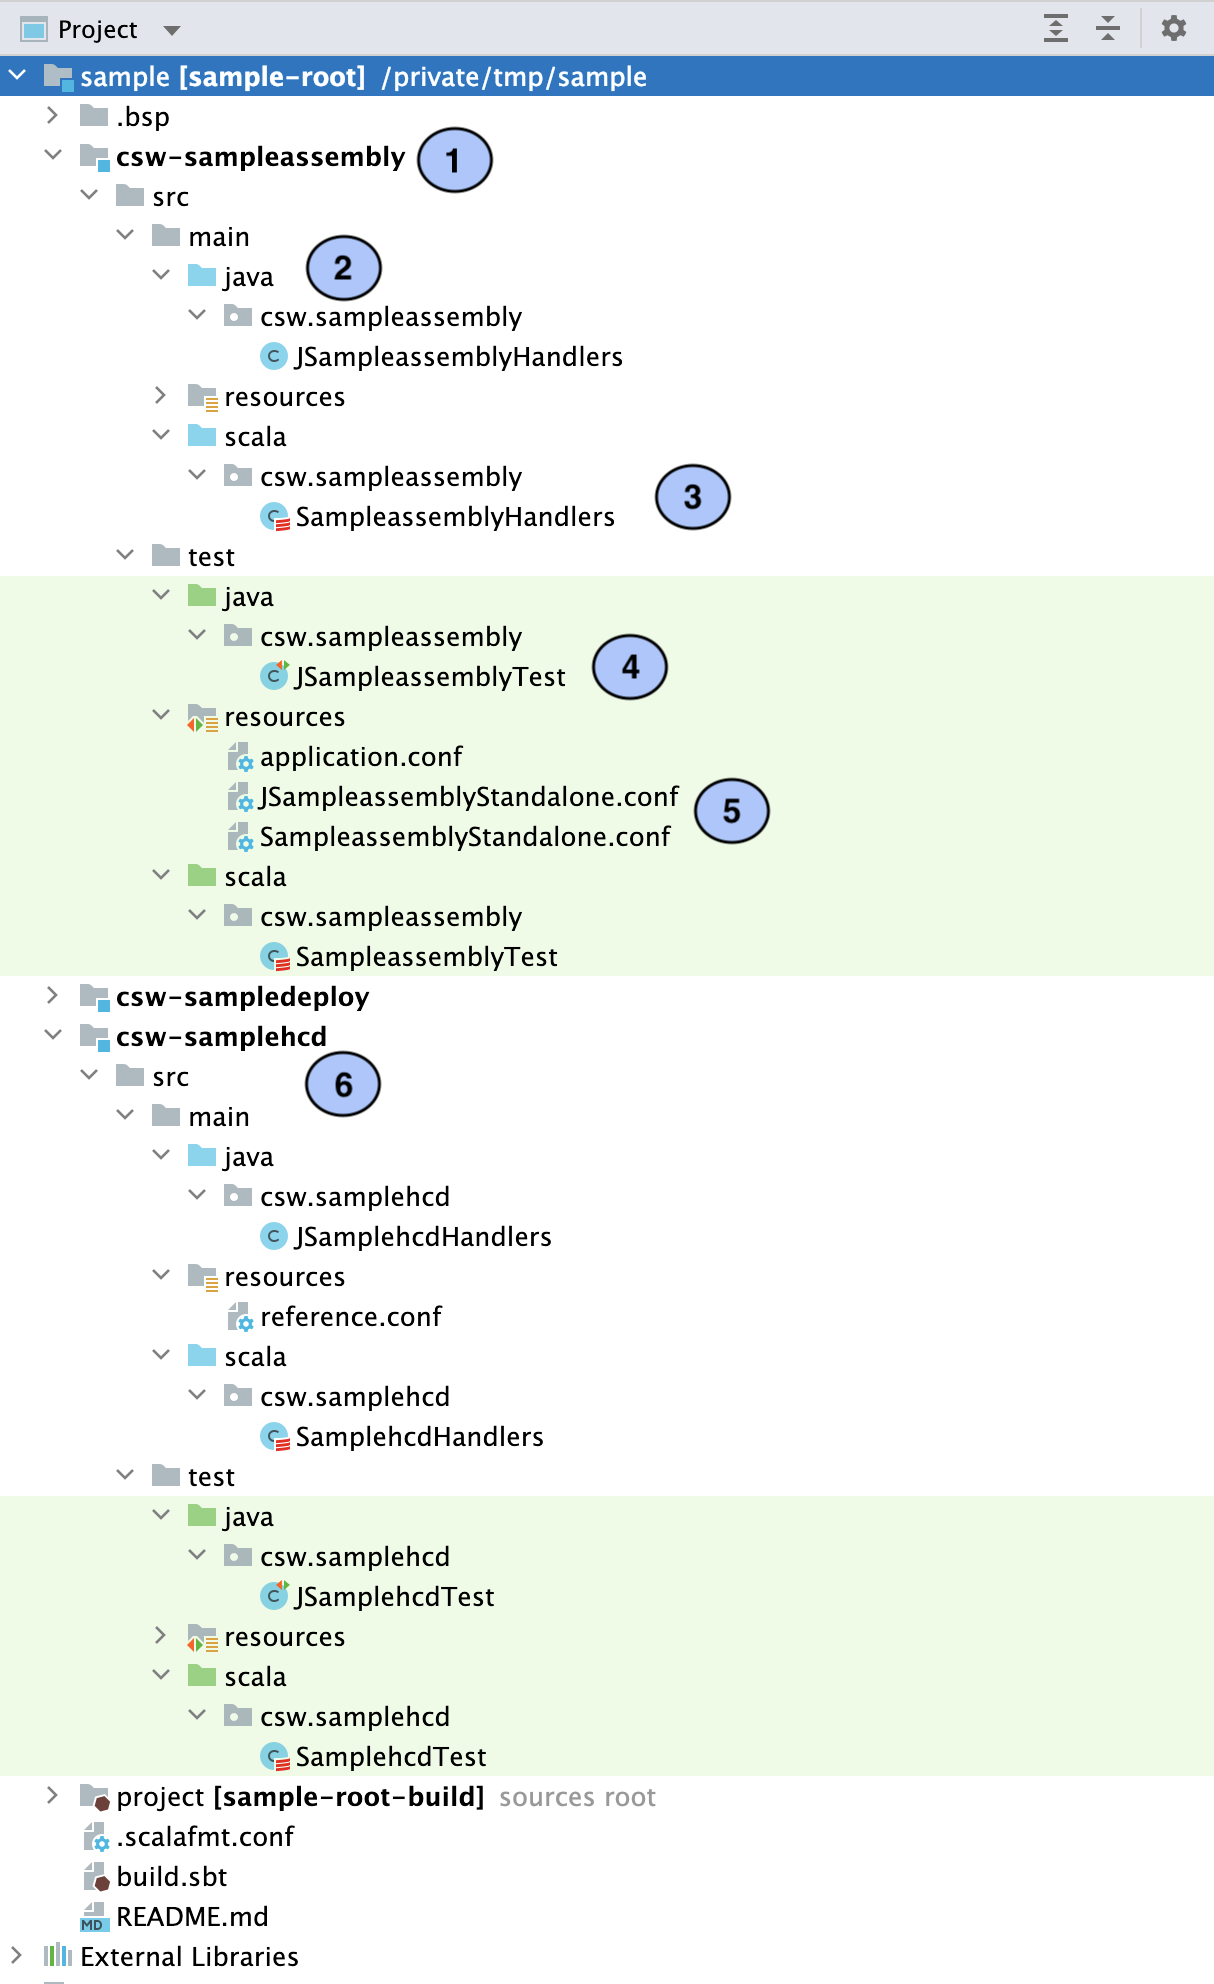 Project
sample [sample-root] /private/tmp/sample
.bsp
csw-sampleassembly 1
src
main
java 2
csw.sampleassembly
C JSampleassemblyHandlers
resources
scala
csw.sampleassembly
C SampleassemblyHandlers 3
test
java
csw.sampleassembly
C JSampleassemblyTest 4
resources
application.conf
JSampleassemblyStandalone.conf 5
SampleassemblyStandalone.conf
scala
csw.sampleassembly
C SampleassemblyTest
csw-sampledeploy
csw-samplehcd
src 6
main
java
csw.samplehcd
C JSamplehcdHandlers
resources
reference.conf
scala
csw.samplehcd
C SamplehcdHandlers
test
java
csw.samplehcd
C JSamplehcdTest
resources
scala
csw.samplehcd
C SamplehcdTest
project [sample-root-build] sources root
.scalafmt.conf
build.sbt
MD README.md
External Libraries